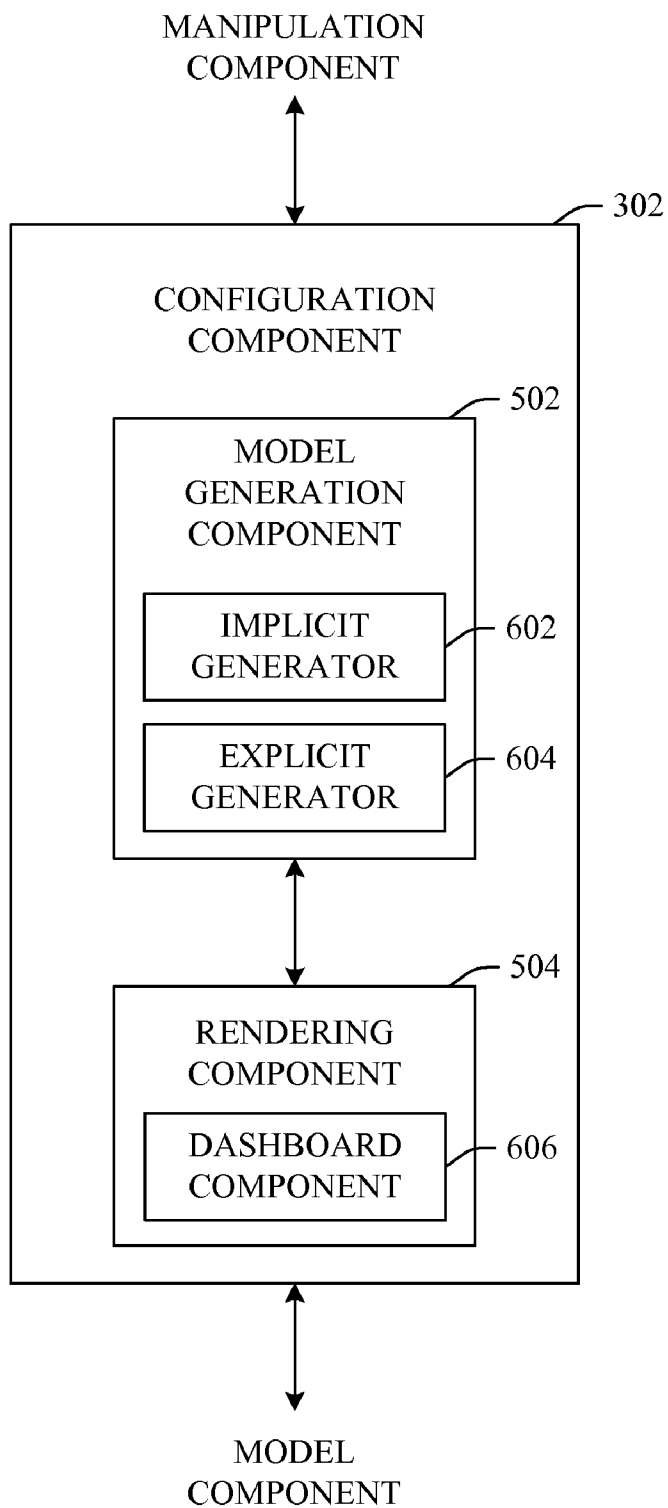 MANIPULATION
COMPONENT
302
CONFIGURATION
COMPONENT
502
MODEL
GENERATION
COMPONENT
IMPLICIT
GENERATOR
602
EXPLICIT
GENERATOR
604
504
RENDERING
COMPONENT
DASHBOARD
COMPONENT
606
MODEL
COMPONENT